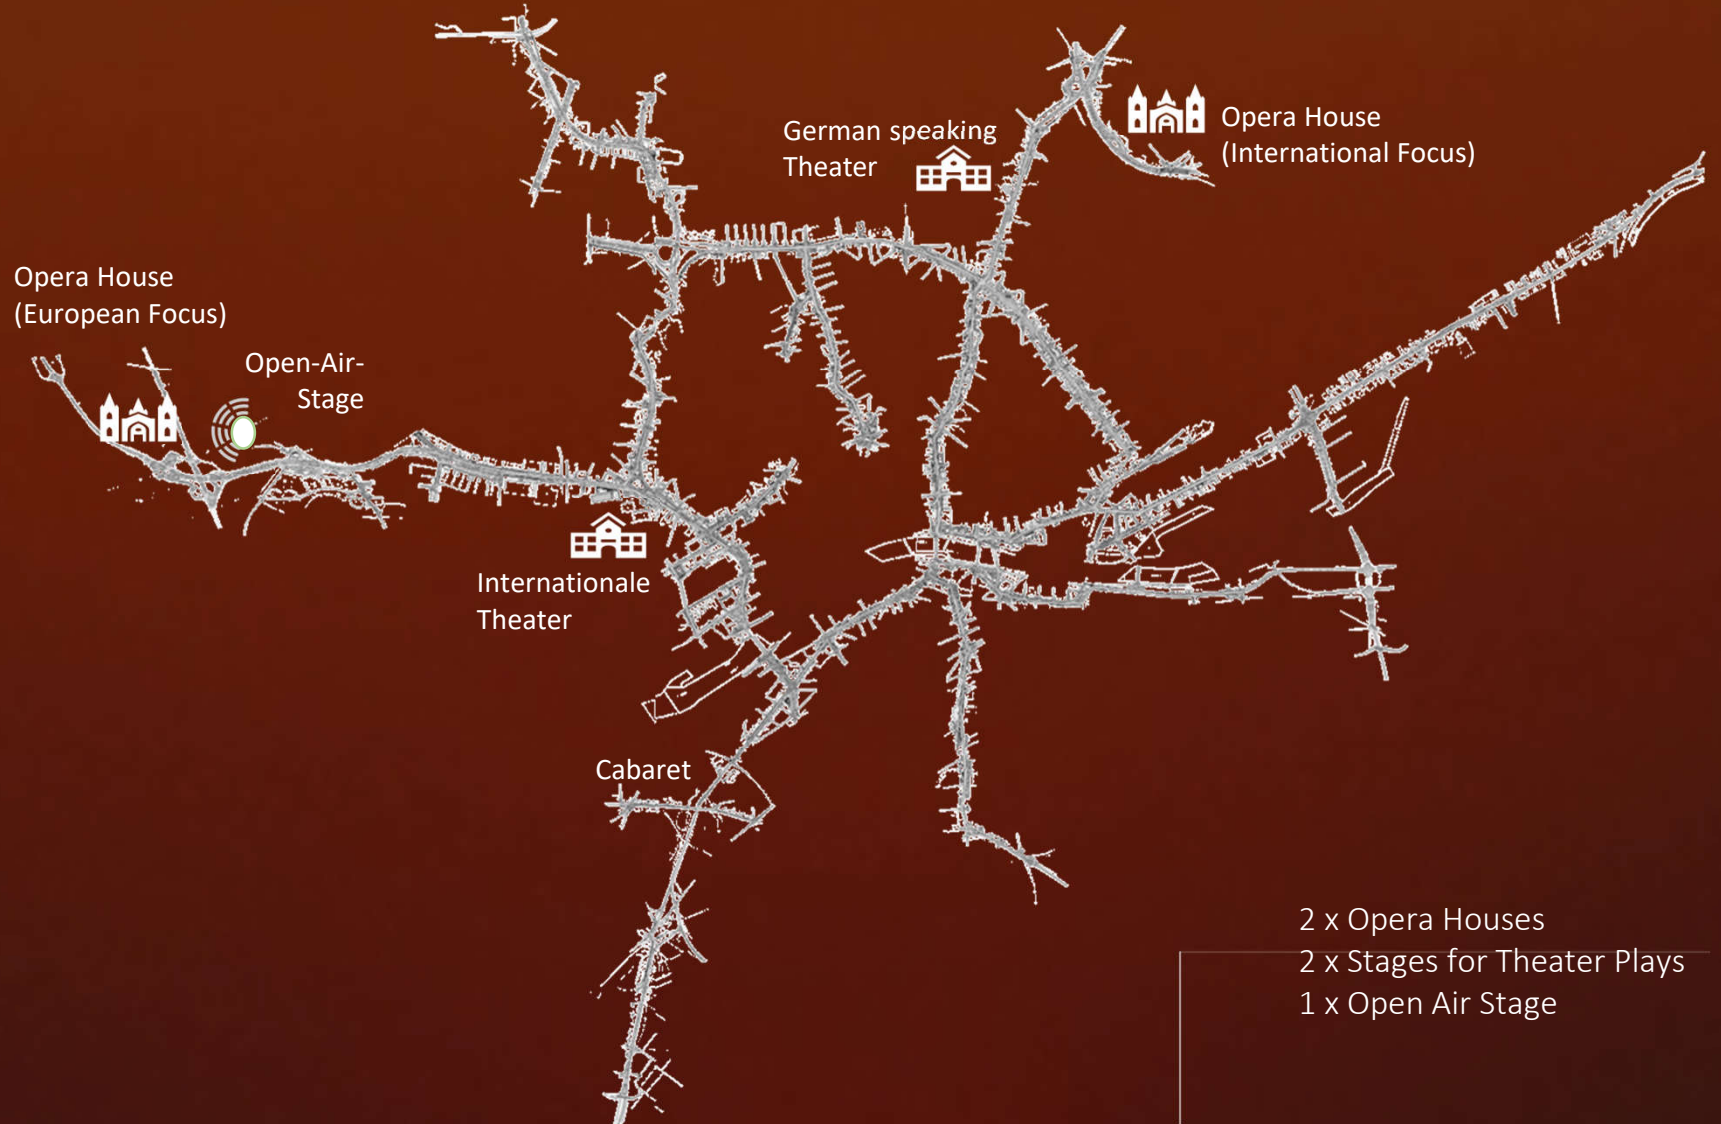 German speaking
Theater
Opera House
(International Focus)
Opera House
(European Focus)
Open-Air-
Stage
Internationale
Theater
Cabaret
2 x Opera Houses
2 x Stages for Theater Plays
1 x Open Air Stage